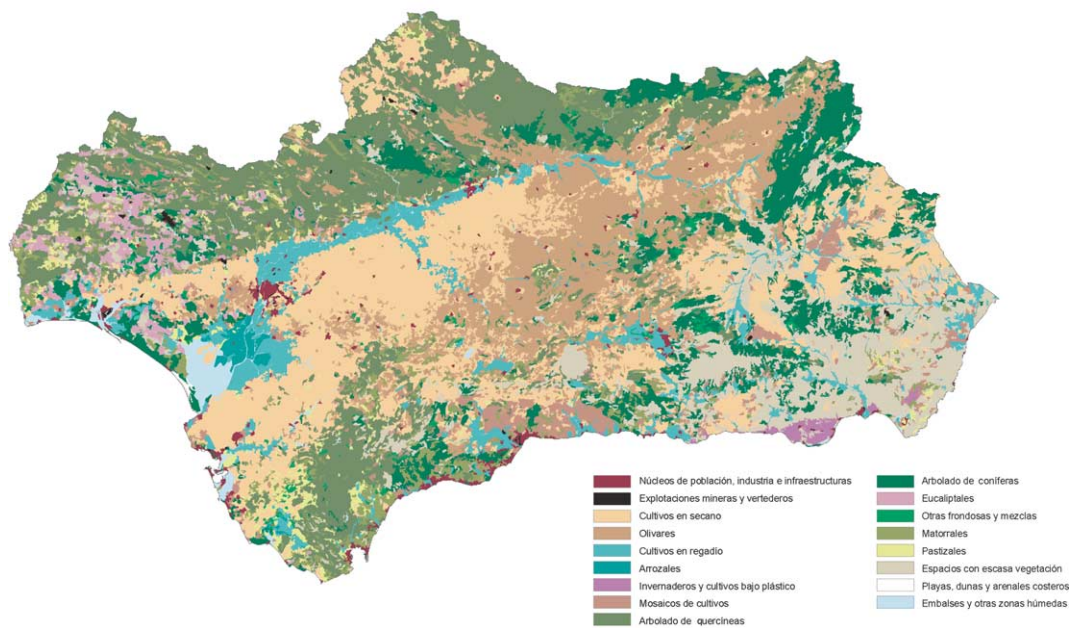 Núcleos de población, industria e infraestructuras
Explotaciones mineras y vertederos
Cultivos en secano
Olivares
Cultivos en regadío
Arrozales
Invernaderos y cultivos bajo plástico
Mosaicos de cultivos
Arbolado de quercíneas
Arbolado de coníferas
Eucaliptales
Otras frondosas y mezclas
Matorrales
Pastizales
Espacios con escasa vegetación
Playas, dunas y arenales costeros
Embalses y otras zonas húmedas